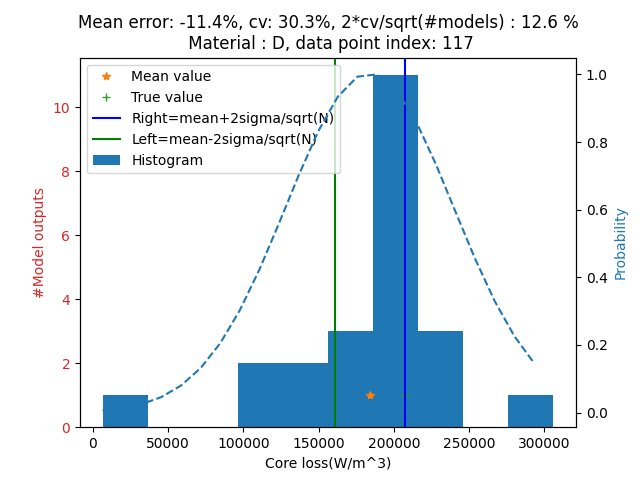 Mean error: -11.4%, cv: 30.3%, 2*cv/sqrt(#models) : 12.6 %
Material : D, data point index: 117
Mean value
True value
Right=mean+2sigma/sqrt(N)
Left=mean-2sigma/sqrt(N)
Histogram
#Model outputs
10
8
6
4
2
0
1.0
0.8
0.6
0.4
0.2
0.0
Probability
0
50000
100000
150000
200000
250000
300000
Core loss(W/m^3)